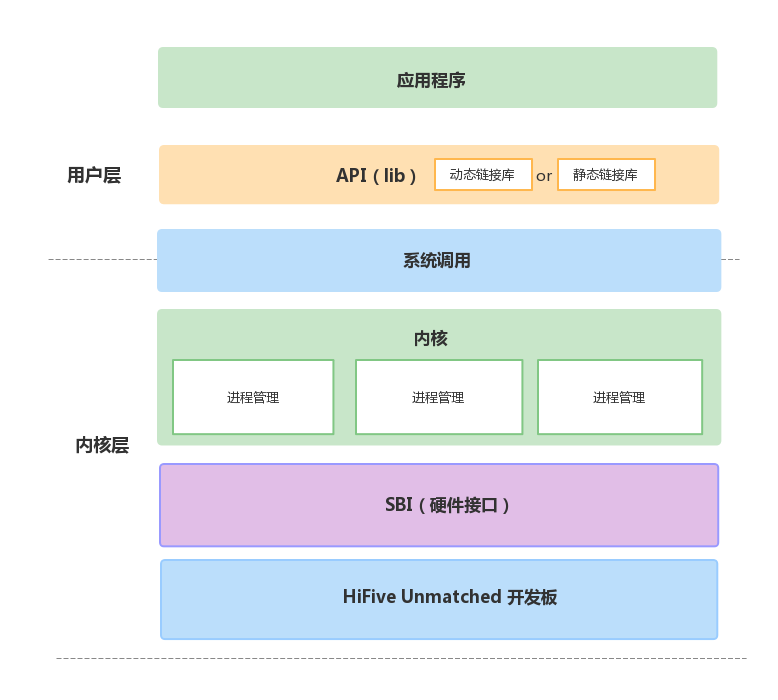 应用程序
用户层
API（lib）
动态链接库
or
静态链接库
系统调用
内核
进程管理
进程管理
进程管理
内核层
SBI（硬件接口）
HiFive Unmatched 开发板